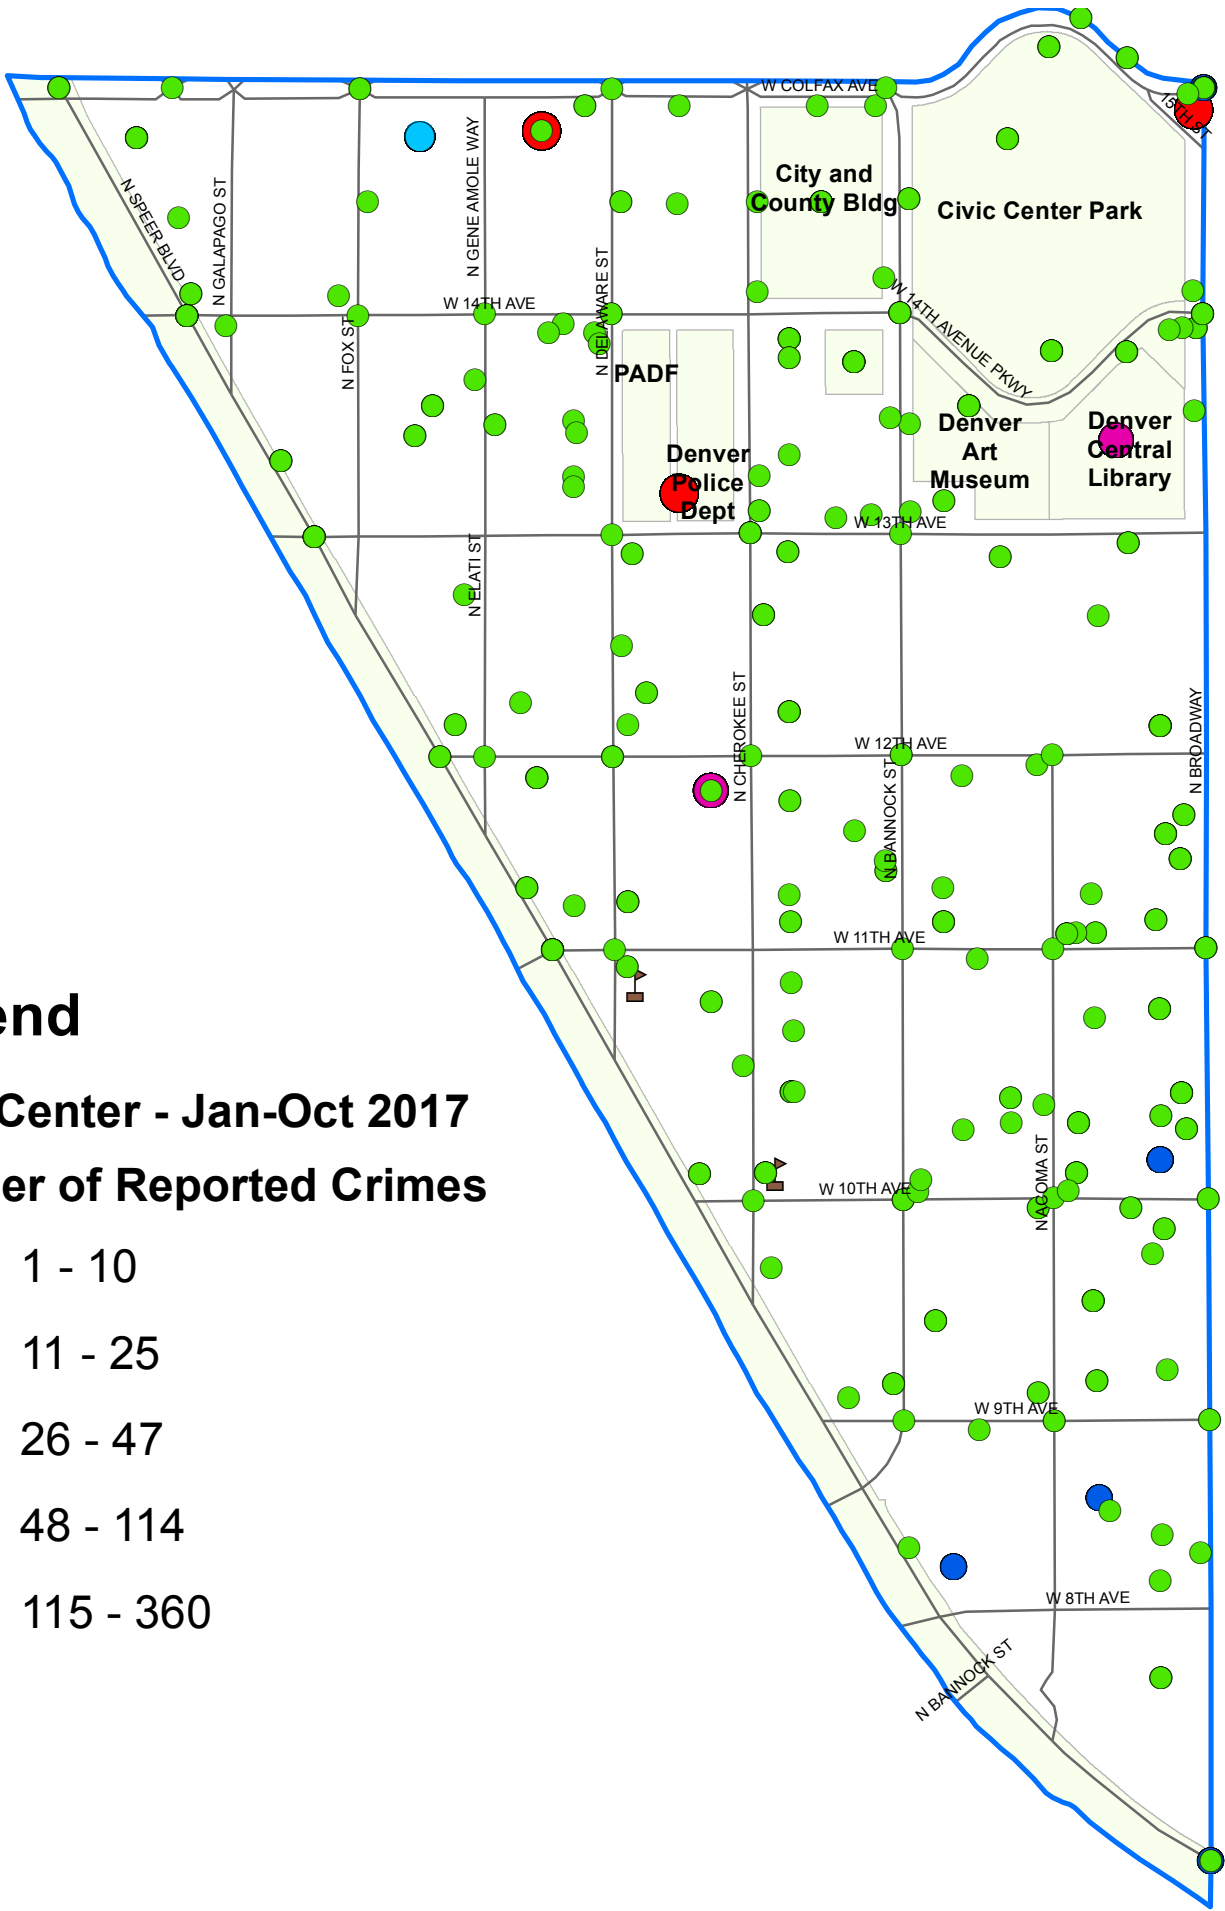 W COLFAX AVE
15TH ST
N GENE AMOLE WAY
City and
County Bldg
Civic Center Park
N SPEER BLVD
N GALAPAGO ST
N DELAWARE ST
W 14TH AVE
W 14TH AVENUE PKWY
N FOX ST
PADF
Denver
Art
Museum
Denver
Central
Library
Denver
Police
Dept
W 13TH AVE
N ELATI ST
N CHEROKEE ST
N BROADWAY
W 12TH AVE
N BANNOCK ST
W 11TH AVE
end
Center - Jan-Oct 2017
er of Reported Crimes
N ACOMA ST
W 10TH AVE
1 - 10
11 - 25
W 9TH AVE
26 - 47
48 - 114
115 - 360
W 8TH AVE
N BANNOCK ST